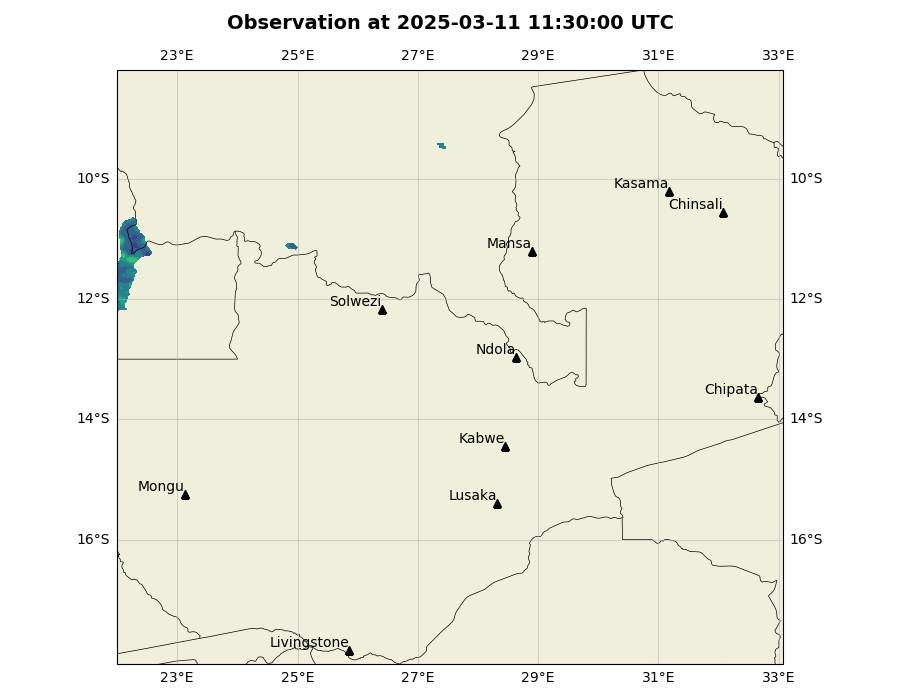 Observation at 2025-03-11 11:30:00 UTC
23°E 25°E 27°E 29°E 31°E 33°E
10°S 10°S
Kasama
Chinsali
Mansa
12°S 12°S
Solwezi
Ndola
Chipata
14°S 14°S
Kabwe
Mongu
Lusaka
16°S 16°S
Livingstone
23°E 25°E 27°E 29°E 31°E 33°E